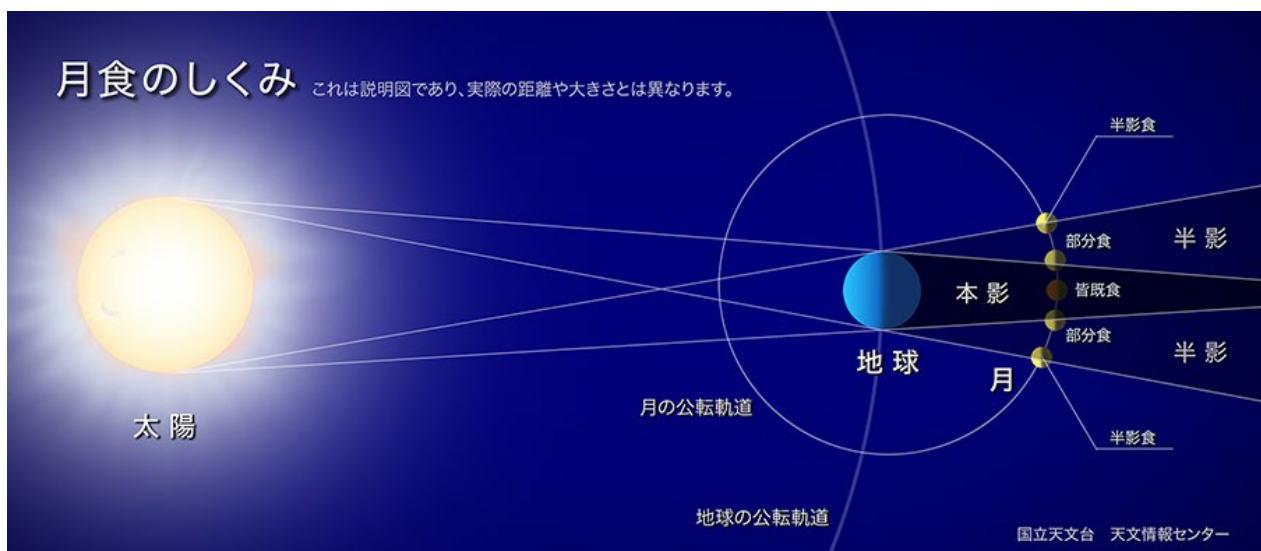 月食のしくみ これは説明図であり、実際の距離や大きさとは異なります。
半影食
部分食
半影
本影
皆既食
部分食
半影
地球
月
月の公転軌道
太陽
半影食
地球の公転軌道
国立天文台 天文情報センター